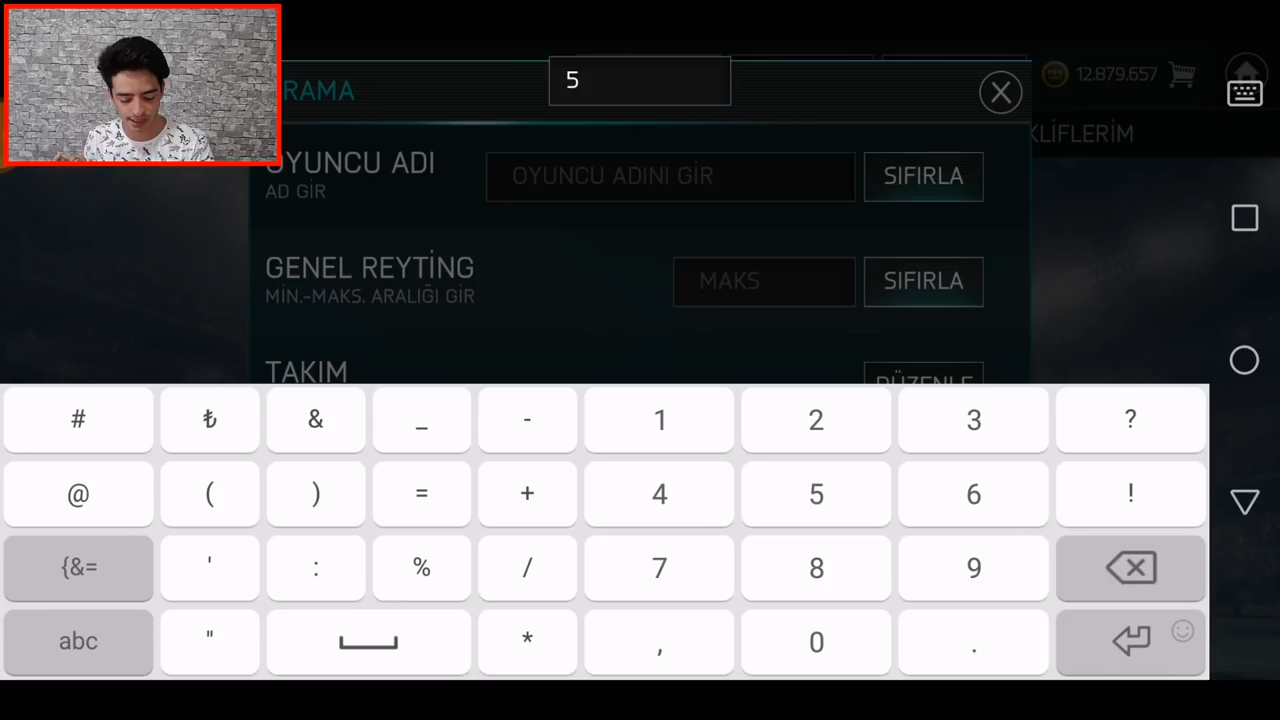 5
12.879.657
RAMA
KLİFLERİM
OYUNCU ADI
AD GİR
OYUNCU ADINI GİR
SIFIRLA
GENEL REYTİNG
MİN.-MAKS. ARALIĞI GİR
MAKS
SIFIRLA
TAKIM
DÜZENLE
# ₺ & _ - 1 2 3 ?
@ ( ) = + 4 5 6 !
{&= ' : % / 7 8 9
abc " * , 0 .